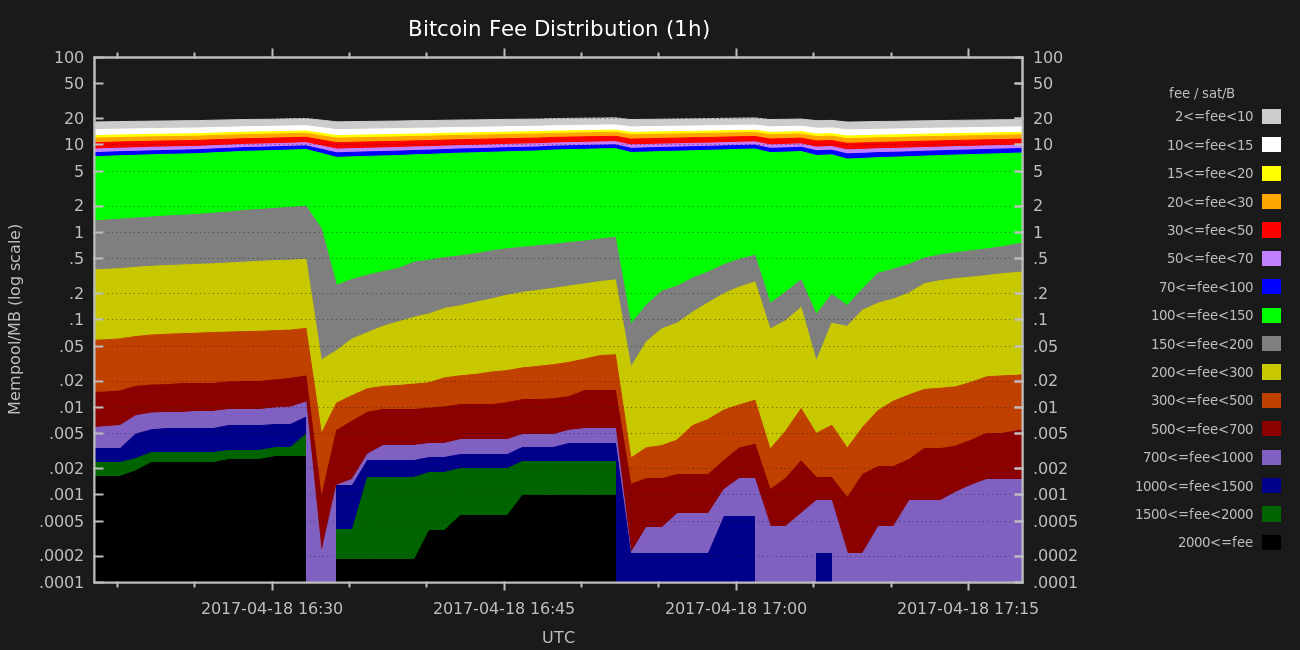 Bitcoin Fee Distribution (1h)
Mempool/MB (log scale)
100
50
20
10
5
2
1
.5
.2
.1
.05
.02
.01
.005
.002
.001
.0005
.0002
.0001
100
50
20
10
5
2
1
.5
.2
.1
.05
.02
.01
.005
.002
.001
.0005
.0002
.0001
2017-04-18 16:30 2017-04-18 16:45 2017-04-18 17:00 2017-04-18 17:15
UTC
fee / sat/B
2<=fee<10
10<=fee<15
15<=fee<20
20<=fee<30
30<=fee<50
50<=fee<70
70<=fee<100
100<=fee<150
150<=fee<200
200<=fee<300
300<=fee<500
500<=fee<700
700<=fee<1000
1000<=fee<1500
1500<=fee<2000
2000<=fee